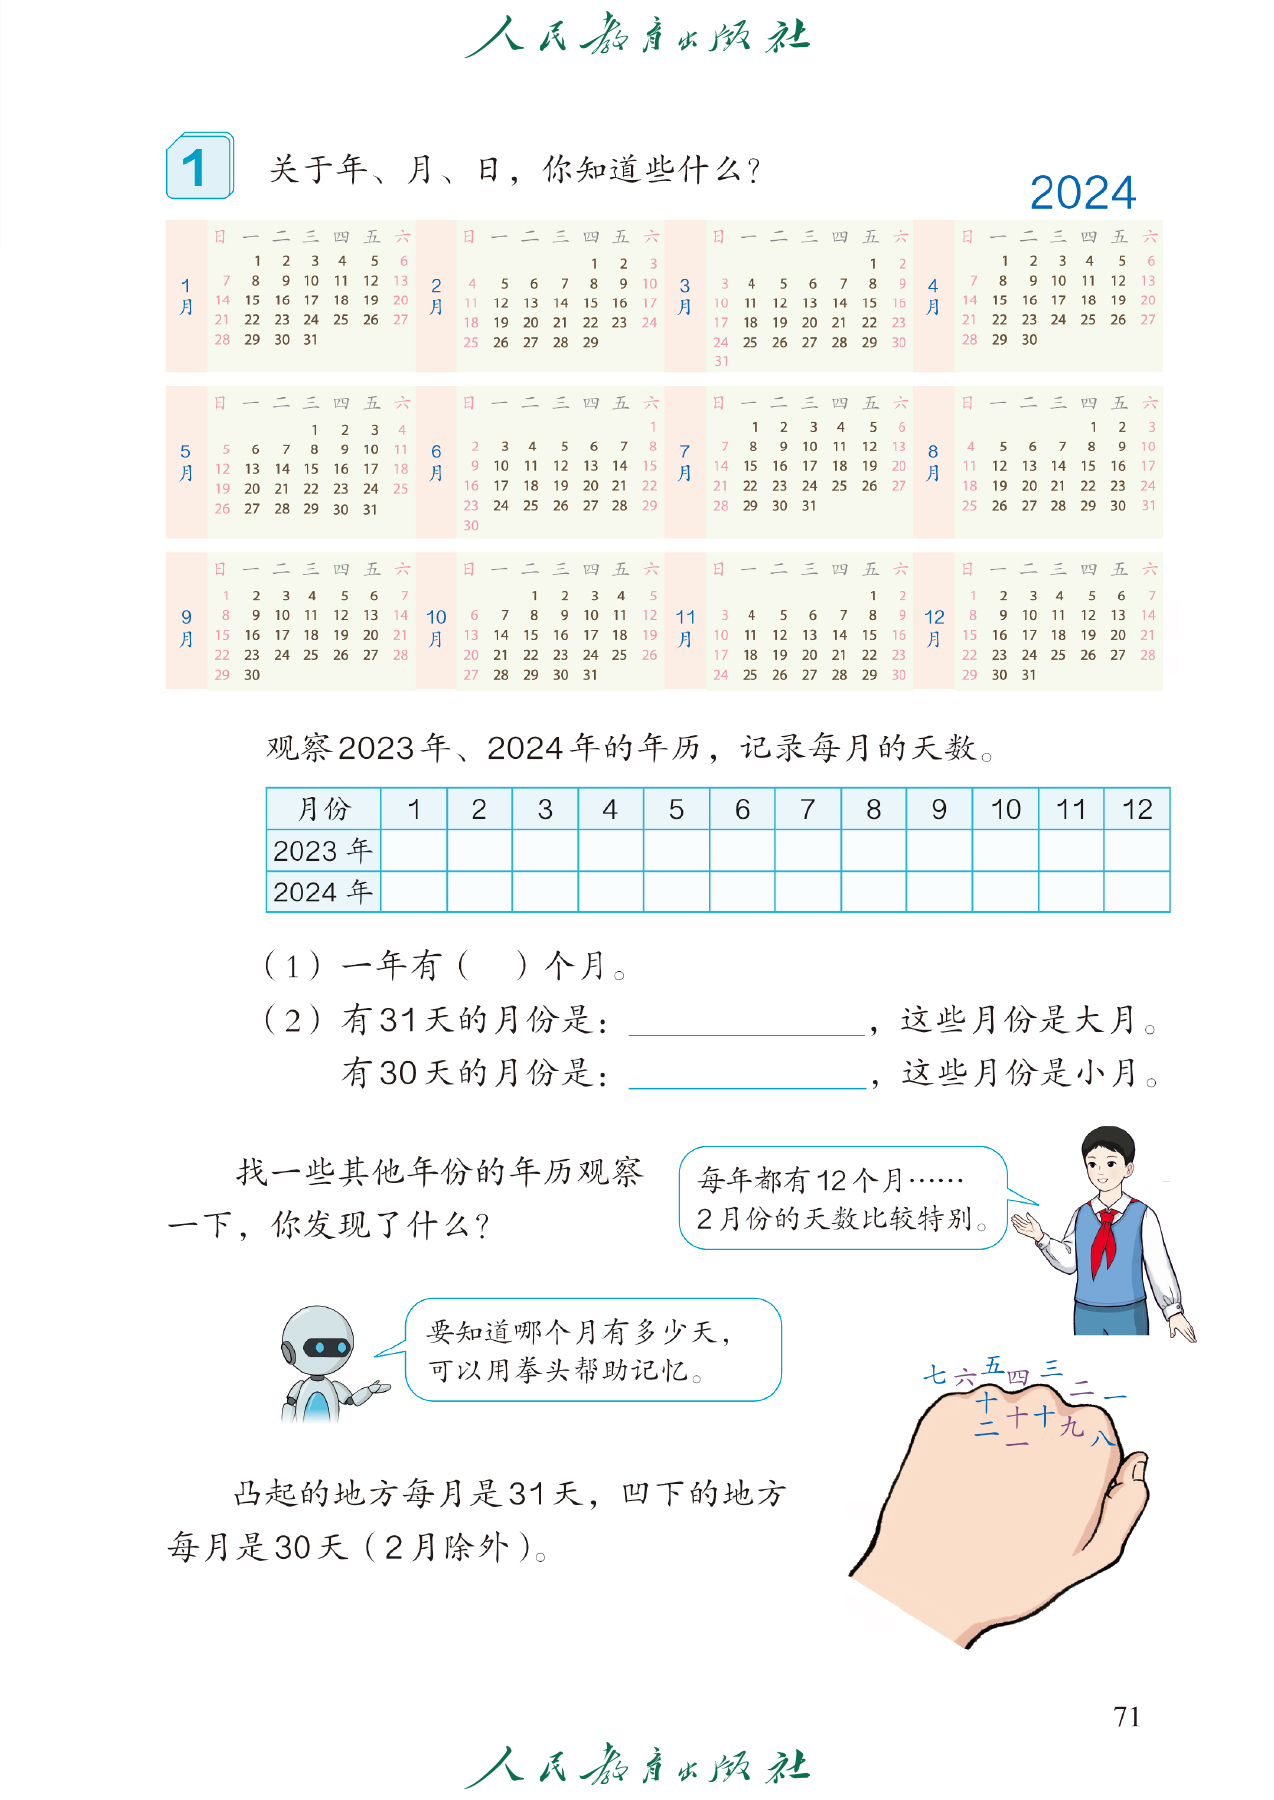 人民教育出版社
1 关于年、月、日，你知道些什么？
2024
1月
日 一 二 三 四 五 六
1 2 3 4 5 6
7 8 9 10 11 12 13
14 15 16 17 18 19 20
21 22 23 24 25 26 27
28 29 30 31
2月
日 一 二 三 四 五 六
1 2 3
4 5 6 7 8 9 10
11 12 13 14 15 16 17
18 19 20 21 22 23 24
25 26 27 28 29
3月
日 一 二 三 四 五 六
1 2
3 4 5 6 7 8 9
10 11 12 13 14 15 16
17 18 19 20 21 22 23
24 25 26 27 28 29 30
31
4月
日 一 二 三 四 五 六
1 2 3 4 5 6
7 8 9 10 11 12 13
14 15 16 17 18 19 20
21 22 23 24 25 26 27
28 29 30
5月
日 一 二 三 四 五 六
1 2 3 4
5 6 7 8 9 10 11
12 13 14 15 16 17 18
19 20 21 22 23 24 25
26 27 28 29 30 31
6月
日 一 二 三 四 五 六
1
2 3 4 5 6 7 8
9 10 11 12 13 14 15
16 17 18 19 20 21 22
23 24 25 26 27 28 29
30
7月
日 一 二 三 四 五 六
1 2 3 4 5 6
7 8 9 10 11 12 13
14 15 16 17 18 19 20
21 22 23 24 25 26 27
28 29 30 31
8月
日 一 二 三 四 五 六
1 2 3
4 5 6 7 8 9 10
11 12 13 14 15 16 17
18 19 20 21 22 23 24
25 26 27 28 29 30 31
9月
日 一 二 三 四 五 六
1 2 3 4 5 6 7
8 9 10 11 12 13 14
15 16 17 18 19 20 21
22 23 24 25 26 27 28
29 30
10月
日 一 二 三 四 五 六
1 2 3 4 5
6 7 8 9 10 11 12
13 14 15 16 17 18 19
20 21 22 23 24 25 26
27 28 29 30 31
11月
日 一 二 三 四 五 六
1 2
3 4 5 6 7 8 9
10 11 12 13 14 15 16
17 18 19 20 21 22 23
24 25 26 27 28 29 30
12月
日 一 二 三 四 五 六
1 2 3 4 5 6 7
8 9 10 11 12 13 14
15 16 17 18 19 20 21
22 23 24 25 26 27 28
29 30 31
观察2023年、2024年的年历，记录每月的天数。
月份 1 2 3 4 5 6 7 8 9 10 11 12
2023 年
2024 年
（1）一年有（ ）个月。
（2）有31天的月份是：，这些月份是大月。
有30天的月份是：，这些月份是小月。
找一些其他年份的年历观察
一下，你发现了什么？
每年都有12个月……
2月份的天数比较特别。
要知道哪个月有多少天，
可以用拳头帮助记忆。
七 六 五 四 三 二 一
十二 十一 十 九 八
凸起的地方每月是31天，凹下的地方
每月是30天（2月除外）。
71
人民教育出版社